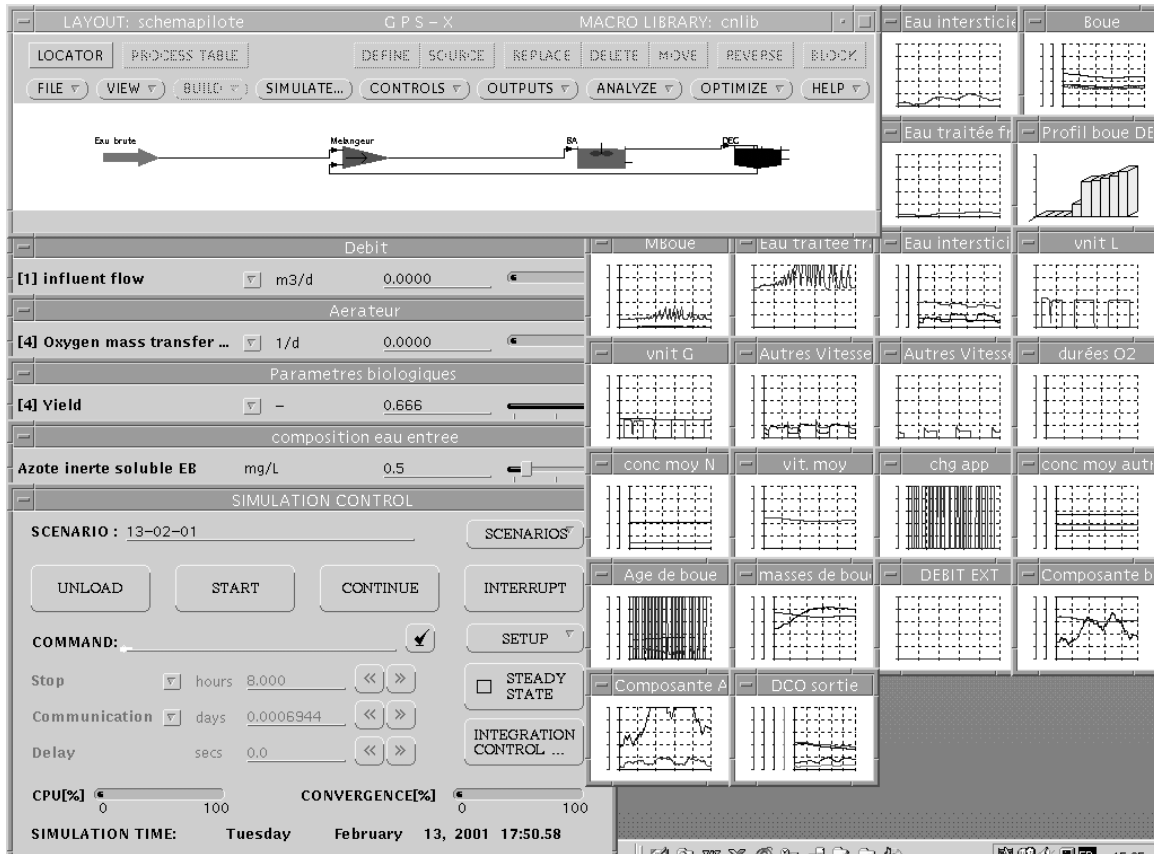 LAYOUT: schemapilote GPS-X MACRO LIBRARY: cnlib
LOCATOR PROCESS TABLE DEFINE SOURCE REPLACE DELETE MOVE REVERSE BLOCK
FILE VIEW BUILD SIMULATE... CONTROLS OUTPUTS ANALYZE OPTIMIZE HELP
Eau brute Melangeur BA DEC
Eau intersticie Boue
Eau traitée fr Profil boue DE
Debit
[1] influent flow m3/d 0.0000
Aerateur
[4] Oxygen mass transfer ... 1/d 0.0000
Parametres biologiques
[4] Yield - 0.666
composition eau entree
Azote inerte soluble EB mg/L 0.5
MBoue Eau traitée fr Eau interstici vnit L
vnit G Autres Vitesse Autres Vitesse durées O2
conc moy N vit. moy chg app conc moy autr
Age de boue masses de bou DEBIT EXT Composante b
Composante A DCO sortie
SIMULATION CONTROL
SCENARIO : 13-02-01 SCENARIOS
UNLOAD START CONTINUE INTERRUPT
COMMAND: SETUP
Stop hours 8.000 << >> STEADY STATE
Communication days 0.0006944 << >>
Delay secs 0.0 << >> INTEGRATION CONTROL ...
CPU[%] 0 100 CONVERGENCE[%] 0 100
SIMULATION TIME: Tuesday February 13, 2001 17:50.58